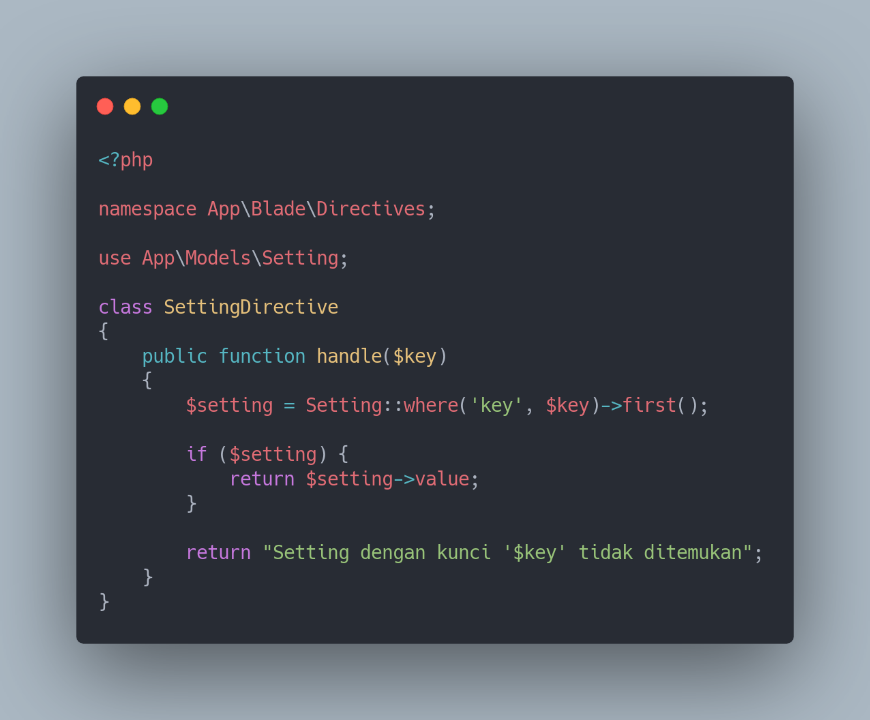 <?php
namespace App\Blade\Directives;
use App\Models\Setting;
class SettingDirective
{
    public function handle($key)
    {
        $setting = Setting::where('key', $key)->first();
        if ($setting) {
            return $setting->value;
        }
        return "Setting dengan kunci '$key' tidak ditemukan";
    }
}